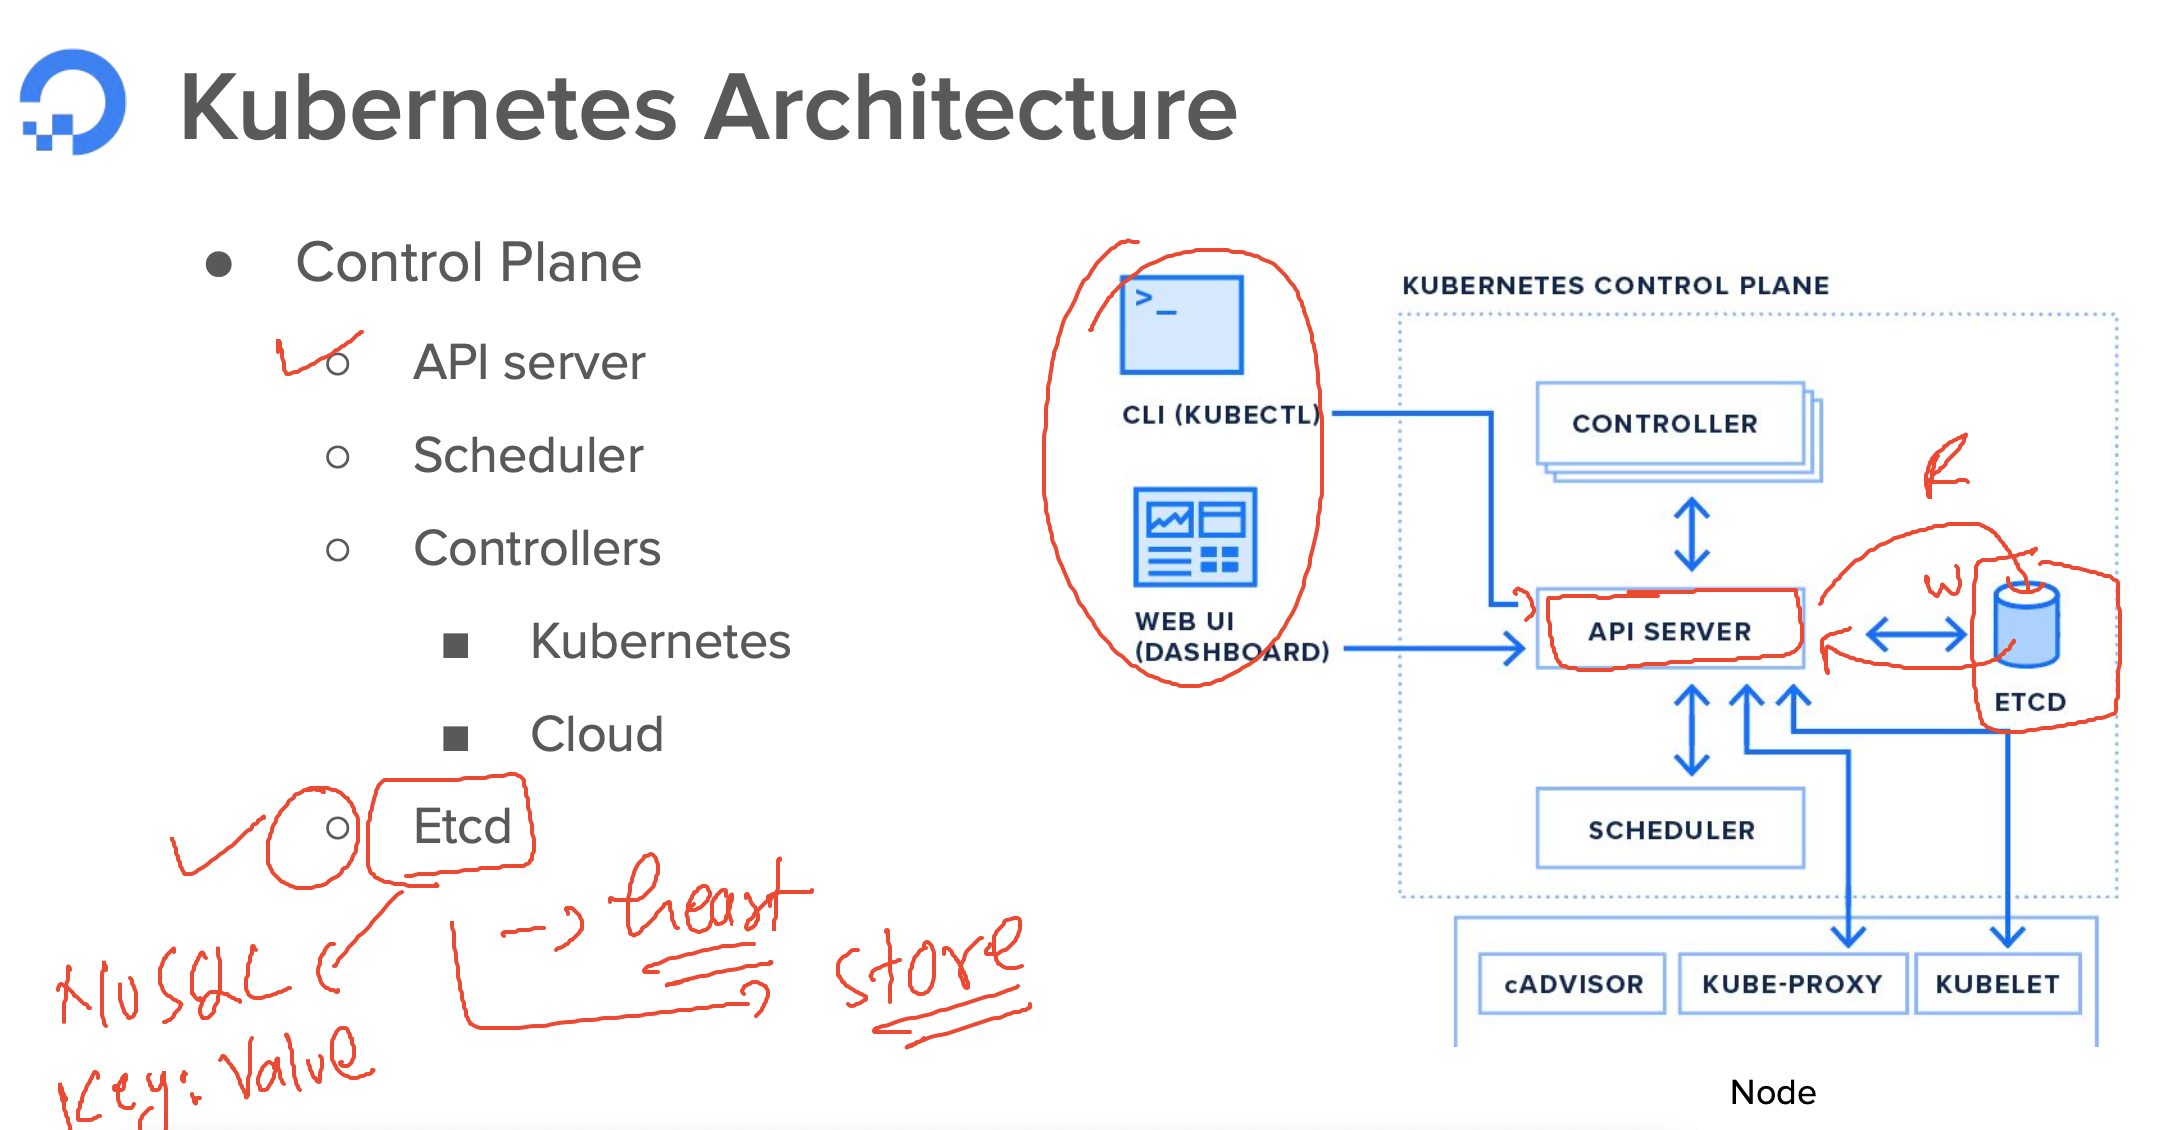 Kubernetes Architecture
Control Plane
API server
Scheduler
Controllers
Kubernetes
Cloud
Etcd
→ heart
store
NoSQL
Key: Value
>_
CLI (KUBECTL)
WEB UI
(DASHBOARD)
KUBERNETES CONTROL PLANE
CONTROLLER
R
W
API SERVER
ETCD
SCHEDULER
cADVISOR
KUBE-PROXY
KUBELET
Node